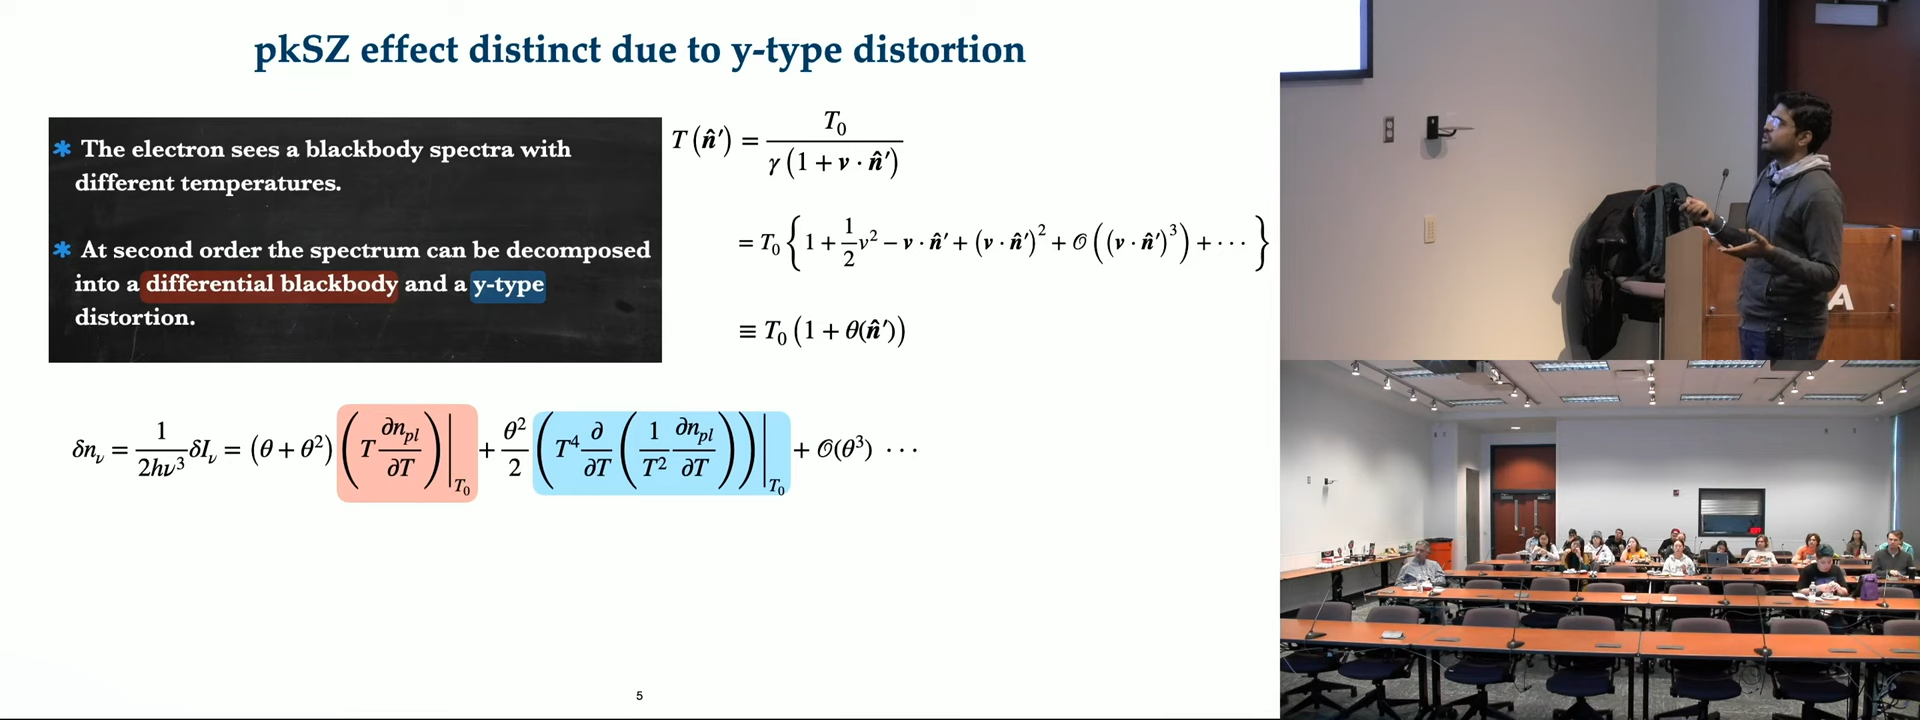 pkSZ effect distinct due to y-type distortion
* The electron sees a blackbody spectra with
different temperatures.
* At second order the spectrum can be decomposed
into a differential blackbody and a y-type
distortion.
T(n̂′) = T₀ / γ(1 + v · n̂′)
= T₀ { 1 + 1/2 v² − v · n̂′ + (v · n̂′)² + 𝒪((v · n̂′)³) + ⋯ }
≡ T₀ (1 + θ(n̂′))
δn_ν = 1/(2hν³) δI_ν = (θ + θ²) (T ∂n_pl/∂T)|_T₀ + θ²/2 (T⁴ ∂/∂T (1/T² ∂n_pl/∂T))|_T₀ + 𝒪(θ³) ⋯
5
A